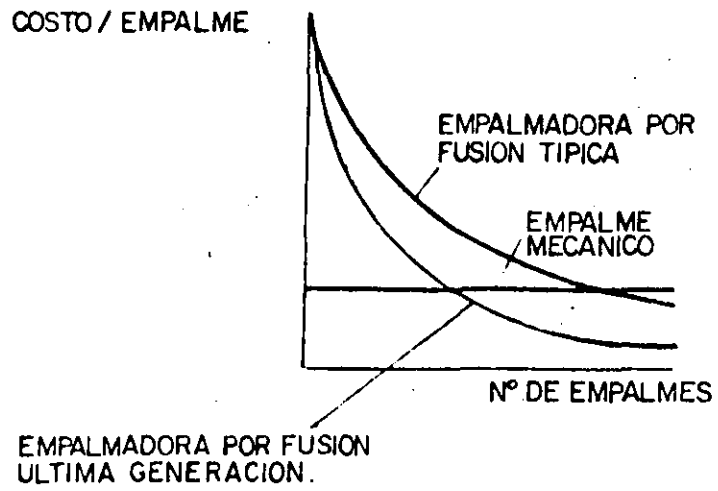 COSTO / EMPALME
EMPALMADORA POR
FUSION TIPICA
EMPALME
MECANICO
Nº DE EMPALMES
EMPALMADORA POR FUSION
ULTIMA GENERACION.